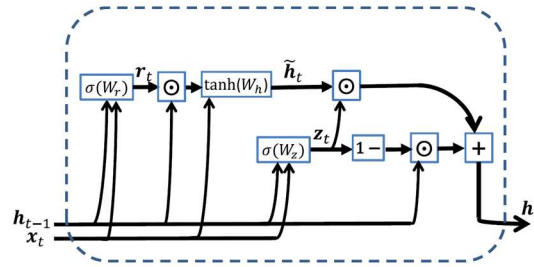 r_t h̃_t
σ(W_r) ⊙ tanh(W_h) ⊙
z_t
σ(W_z) 1− ⊙ +
h_{t−1} h
x_t